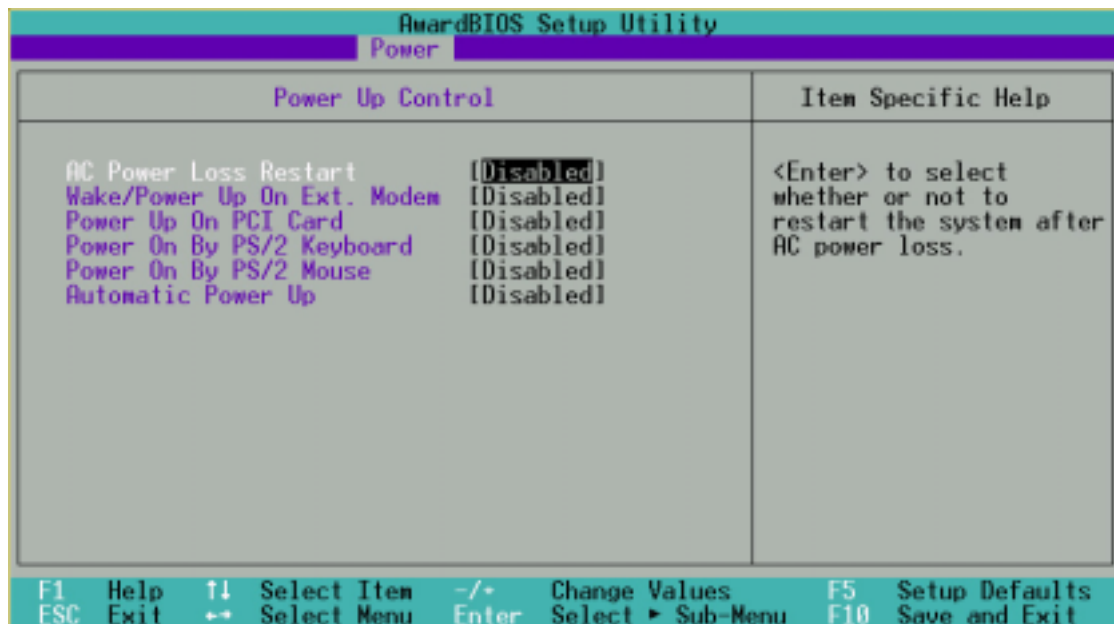 AwardBIOS Setup Utility
Power
Power Up Control
Item Specific Help
AC Power Loss Restart [Disabled]
Wake/Power Up On Ext. Modem [Disabled]
Power Up On PCI Card [Disabled]
Power On By PS/2 Keyboard [Disabled]
Power On By PS/2 Mouse [Disabled]
Automatic Power Up [Disabled]
<Enter> to select
whether or not to
restart the system after
AC power loss.
F1 Help ↑↓ Select Item -/+ Change Values F5 Setup Defaults
ESC Exit ←→ Select Menu Enter Select ► Sub-Menu F10 Save and Exit